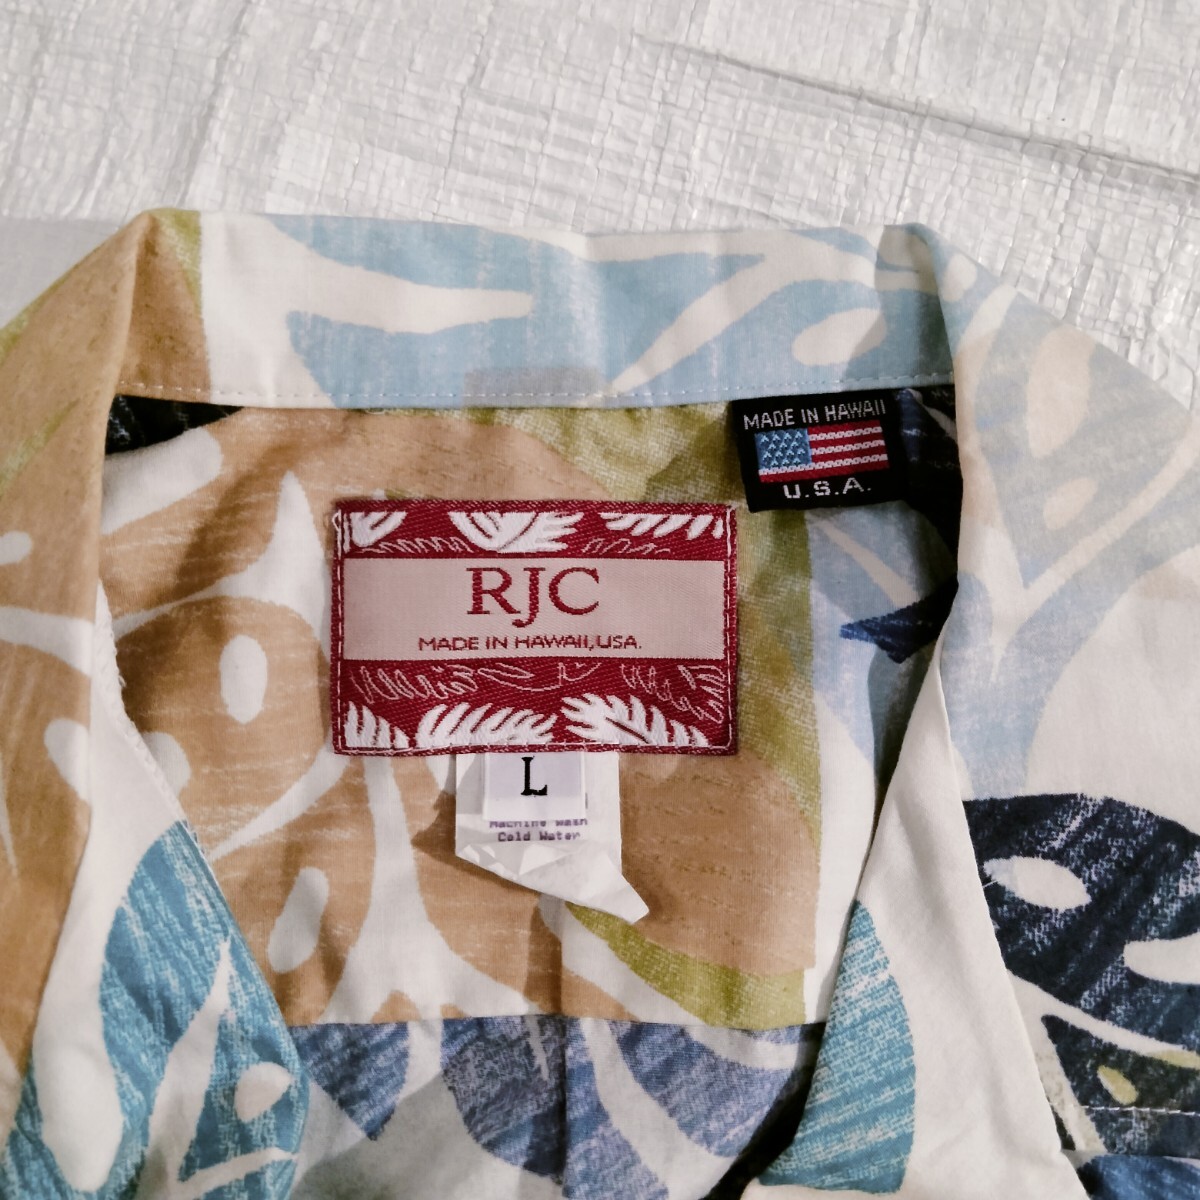 MADE IN HAWAII
U.S.A.
RJC
MADE IN HAWAII, USA.
L
Machine Wash
Cold Water